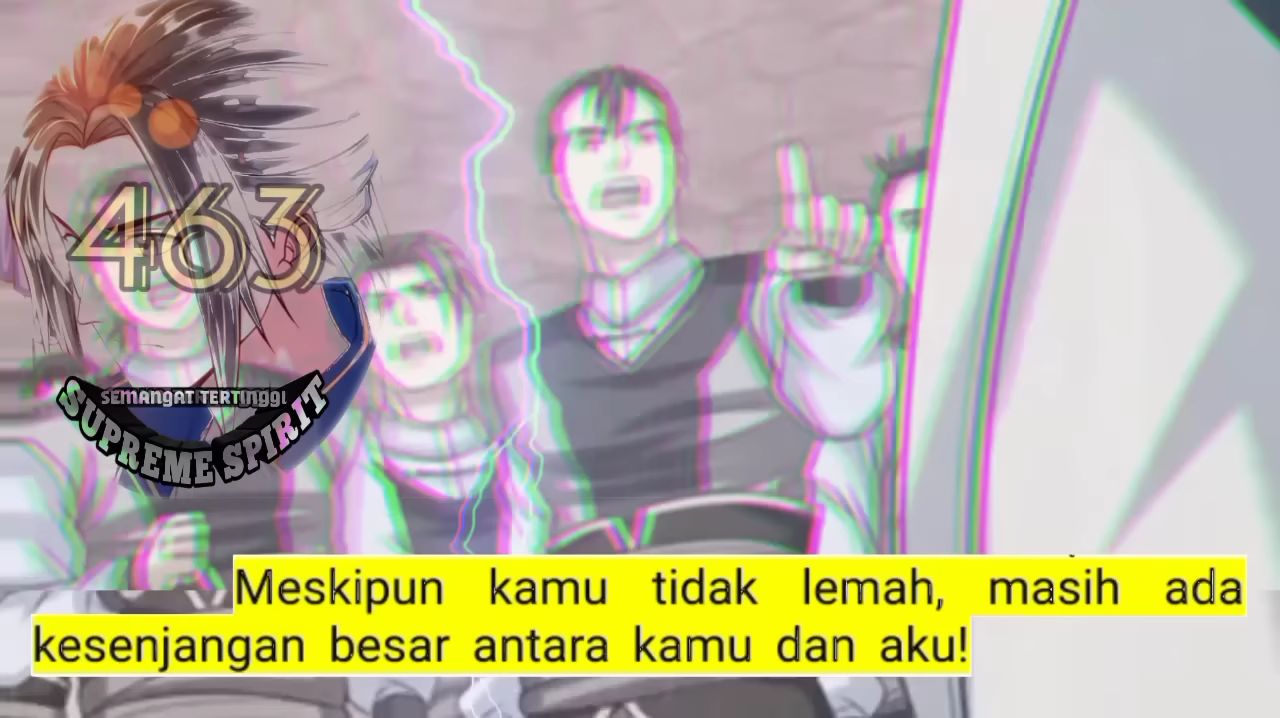 463
SEMANGAT TERTINGGI
SUPREME SPIRIT
Meskipun kamu tidak lemah, masih ada
kesenjangan besar antara kamu dan aku!